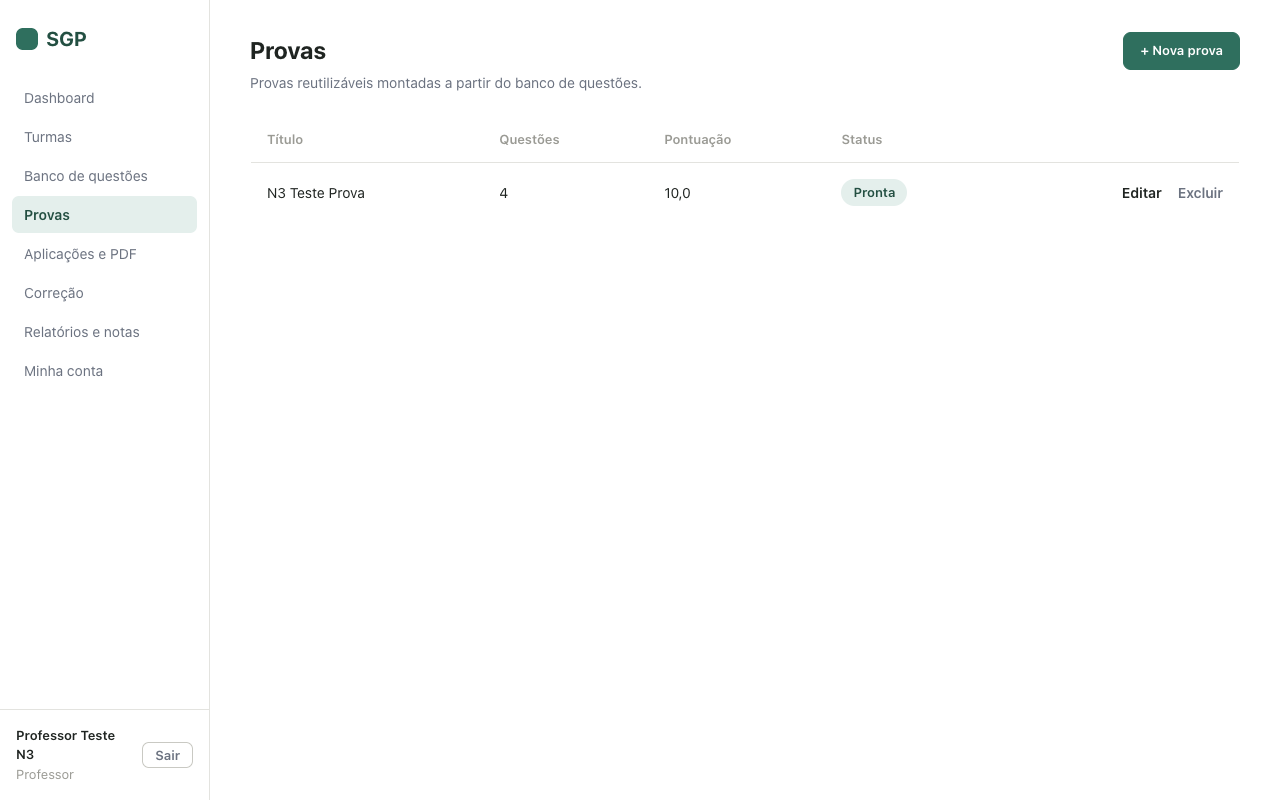 SGP
Dashboard
Turmas
Banco de questões
Provas
Aplicações e PDF
Correção
Relatórios e notas
Minha conta
Professor Teste
N3
Professor
Sair
Provas
Provas reutilizáveis montadas a partir do banco de questões.
+ Nova prova
Título Questões Pontuação Status
N3 Teste Prova 4 10,0 Pronta Editar Excluir